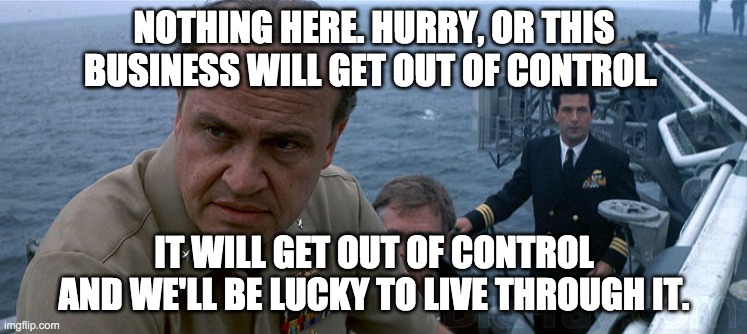 NOTHING HERE. HURRY, OR THIS
BUSINESS WILL GET OUT OF CONTROL.
IT WILL GET OUT OF CONTROL
AND WE'LL BE LUCKY TO LIVE THROUGH IT.
imgflip.com